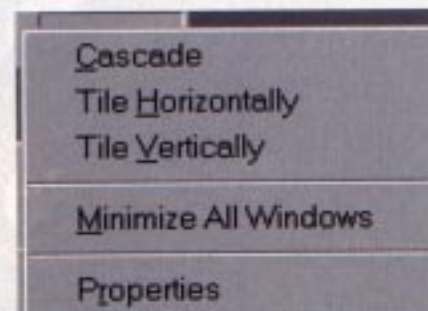 Cascade
Tile Horizontally
Tile Vertically
Minimize All Windows
Properties